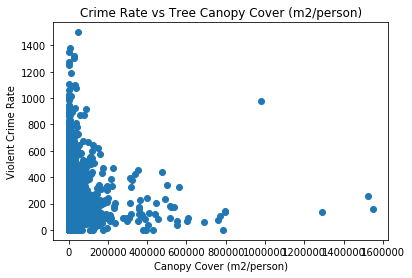 Crime Rate vs Tree Canopy Cover (m2/person)
Violent Crime Rate
1400
1200
1000
800
600
400
200
0
0 200000 400000 600000 800000 1000000 1200000 1400000 1600000
Canopy Cover (m2/person)